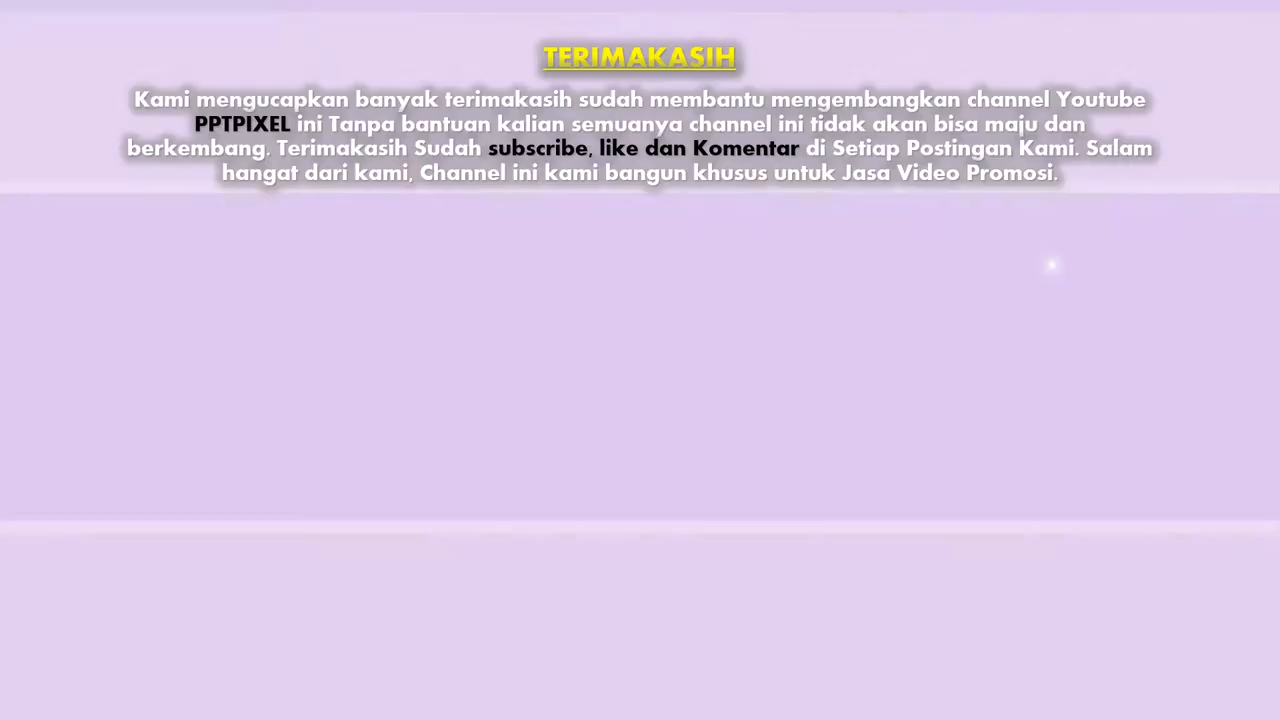 TERIMAKASIH
Kami mengucapkan banyak terimakasih sudah membantu mengembangkan channel Youtube
PPTPIXEL ini Tanpa bantuan kalian semuanya channel ini tidak akan bisa maju dan
berkembang. Terimakasih Sudah subscribe, like dan Komentar di Setiap Postingan Kami. Salam
hangat dari kami, Channel ini kami bangun khusus untuk Jasa Video Promosi.